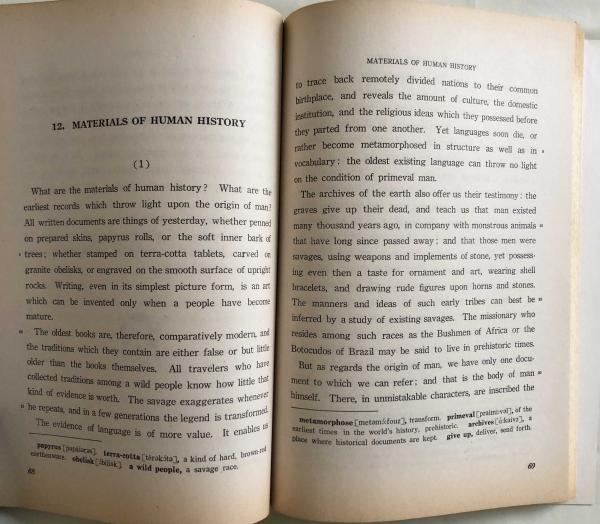 12. MATERIALS OF HUMAN HISTORY
(1)
What are the materials of human history? What are the
earliest records which throw light upon the origin of man?
All written documents are things of yesterday, whether penned
on prepared skins, papyrus rolls, or the soft inner bark of
trees; whether stamped on terra-cotta tablets, carved on
granite obelisks, or engraved on the smooth surface of upright
rocks. Writing, even in its simplest picture form, is an art
which can be invented only when a people have become
mature.
The oldest books are, therefore, comparatively modern, and
the traditions which they contain are either false or but little
older than the books themselves. All travelers who have
collected traditions among a wild people know how little that
kind of evidence is worth. The savage exaggerates whenever
he repeats, and in a few generations the legend is transformed.
The evidence of language is of more value. It enables us
papyrus [pəpáiərəs]. terra-cotta [térəkɔ́tə], a kind of hard, brown-red
earthenware. obelisk [ɔ́bilisk]. a wild people, a savage race.
68
MATERIALS OF HUMAN HISTORY
to trace back remotely divided nations to their common
birthplace, and reveals the amount of culture, the domestic
institution, and the religious ideas which they possessed before
they parted from one another. Yet languages soon die, or
rather become metamorphosed in structure as well as in
vocabulary: the oldest existing language can throw no light
on the condition of primeval man.
The archives of the earth also offer us their testimony: the
graves give up their dead, and teach us that man existed
many thousand years ago, in company with monstrous animals
that have long since passed away; and that those men were
savages, using weapons and implements of stone, yet possess-
ing even then a taste for ornament and art, wearing shell
bracelets, and drawing rude figures upon horns and stones.
The manners and ideas of such early tribes can best be
inferred by a study of existing savages. The missionary who
resides among such races as the Bushmen of Africa or the
Botocudos of Brazil may be said to live in prehistoric times.
But as regards the origin of man, we have only one docu-
ment to which we can refer; and that is the body of man
himself. There, in unmistakable characters, are inscribed the
metamorphose [metəmɔ́:fouz], transform. primeval [praimí:vəl], of the
earliest times in the world's history, prehistoric. archives [ɑ́:kaivz], a
place where historical documents are kept. give up, deliver, send forth.
69